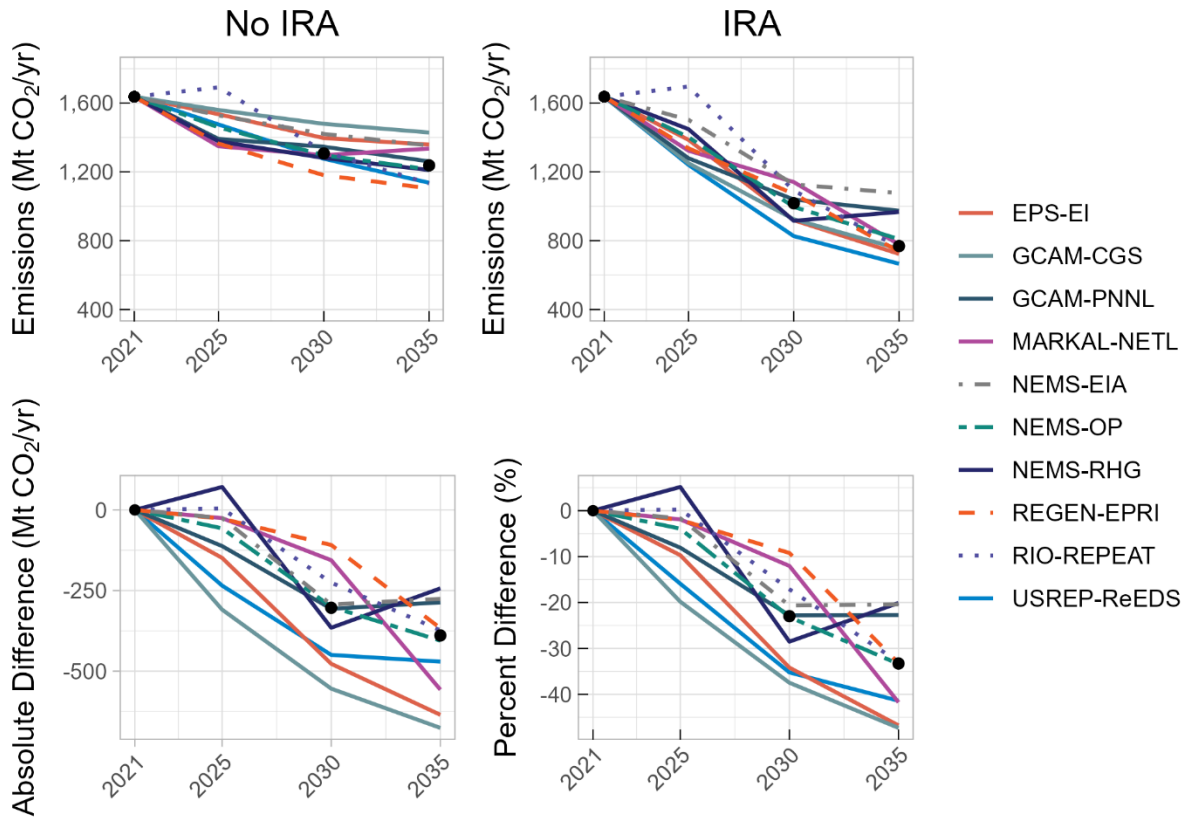 No IRA
IRA
Emissions (Mt CO₂/yr)
1,600
1,200
800
400
2021
2025
2030
2035
Emissions (Mt CO₂/yr)
1,600
1,200
800
400
2021
2025
2030
2035
Absolute Difference (Mt CO₂/yr)
0
-250
-500
2021
2025
2030
2035
Percent Difference (%)
0
-10
-20
-30
-40
2021
2025
2030
2035
EPS-EI
GCAM-CGS
GCAM-PNNL
MARKAL-NETL
NEMS-EIA
NEMS-OP
NEMS-RHG
REGEN-EPRI
RIO-REPEAT
USREP-ReEDS